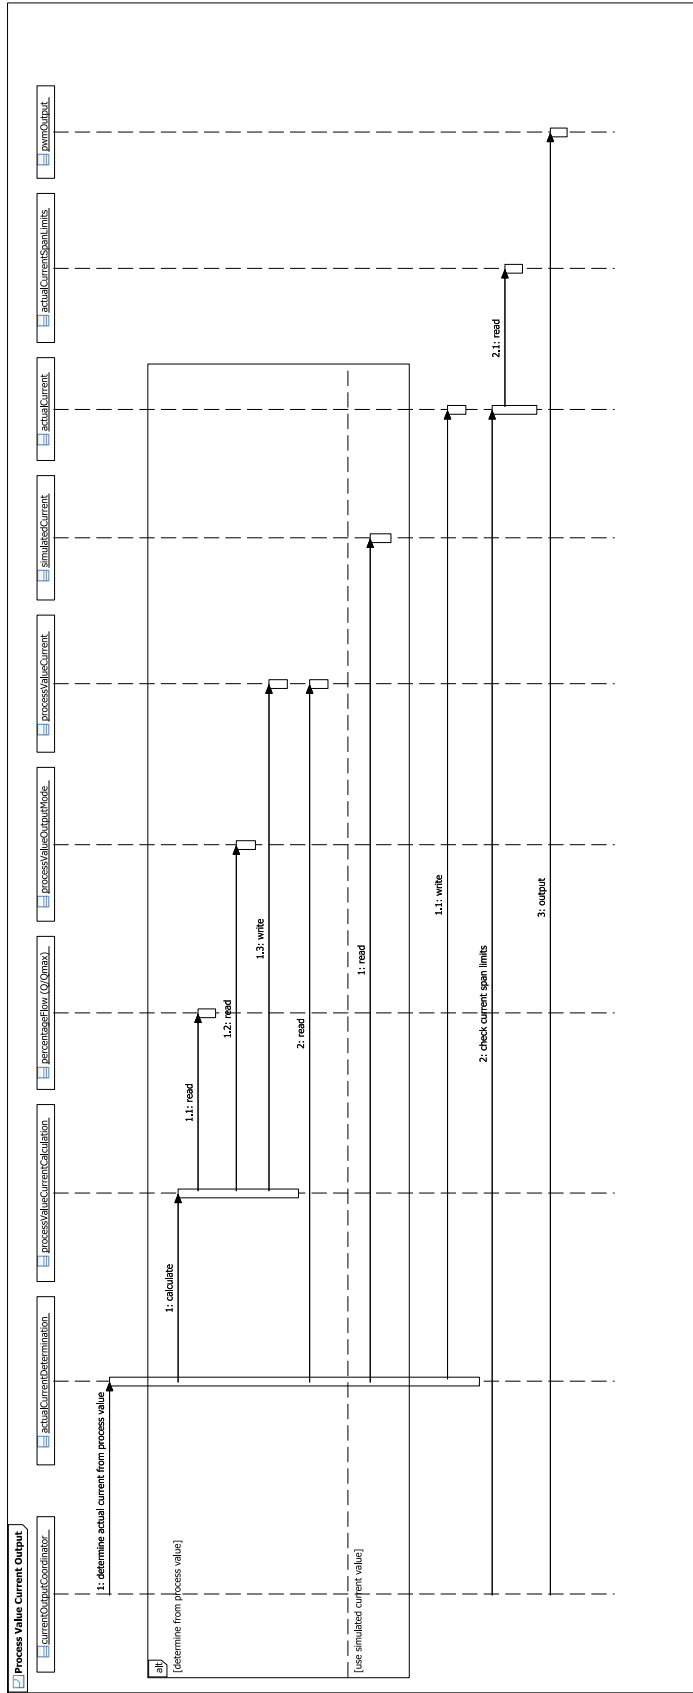 Process Value Current Output
currentOutputCoordinator
actualCurrentDetermination
processValueCurrentCalculation
percentageFlow (Q/Qmax)
processValueOutputMode
processValueCurrent
simulatedCurrent
actualCurrent
actualCurrentSpanLimits
pwmOutput
1: determine actual current from process value
alt
[determine from process value]
1: calculate
1.1: read
1.2: read
1.3: write
2: read
[use simulated current value]
1: read
1.1: write
2: check current span limits
2.1: read
3: output